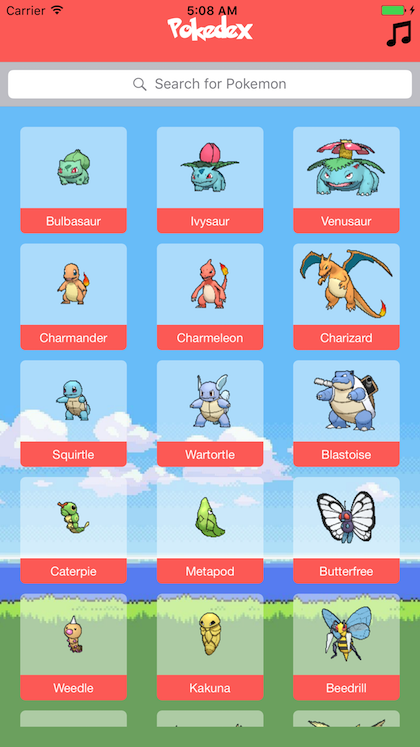 Carrier 5:08 AM
Pokedex
Search for Pokemon
Bulbasaur Ivysaur Venusaur
Charmander Charmeleon Charizard
Squirtle Wartortle Blastoise
Caterpie Metapod Butterfree
Weedle Kakuna Beedrill